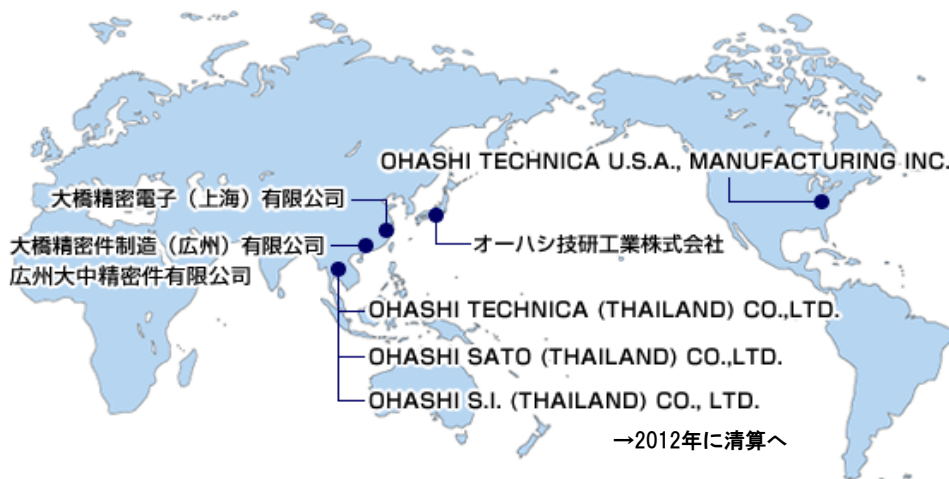 OHASHI TECHNICA U.S.A., MANUFACTURING INC.
大橋精密電子（上海）有限公司
大橋精密件制造（広州）有限公司
広州大中精密件有限公司
オーハシ技研工業株式会社
OHASHI TECHNICA (THAILAND) CO.,LTD.
OHASHI SATO (THAILAND) CO.,LTD.
OHASHI S.I. (THAILAND) CO., LTD.
→2012年に清算へ